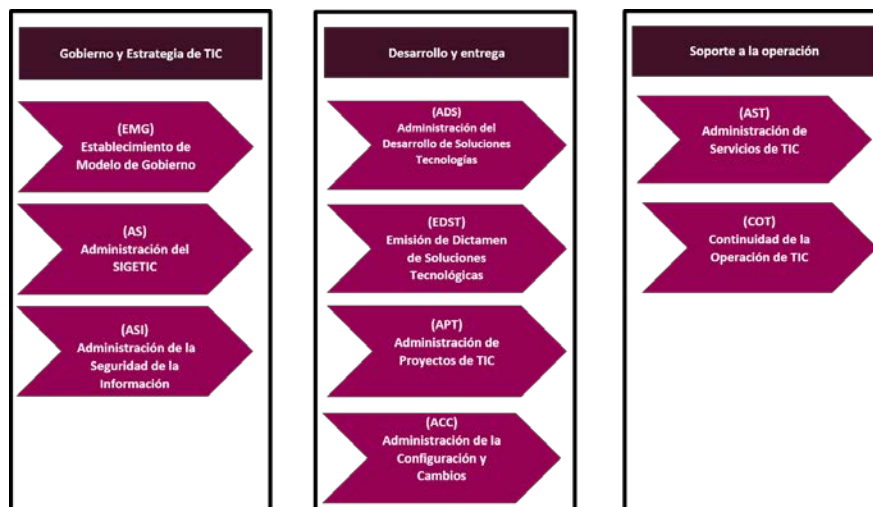 Gobierno y Estrategia de TIC
(EMG)
Establecimiento de
Modelo de Gobierno
(AS)
Administración del
SIGETIC
(ASI)
Administración de la
Seguridad de la
Información
Desarrollo y entrega
(ADS)
Administración del
Desarrollo de Soluciones
Tecnologías
(EDST)
Emisión de Dictamen
de Soluciones
Tecnológicas
(APT)
Administración de
Proyectos de TIC
(ACC)
Administración de la
Configuración y
Cambios
Soporte a la operación
(AST)
Administración de
Servicios de TIC
(COT)
Continuidad de la
Operación de TIC